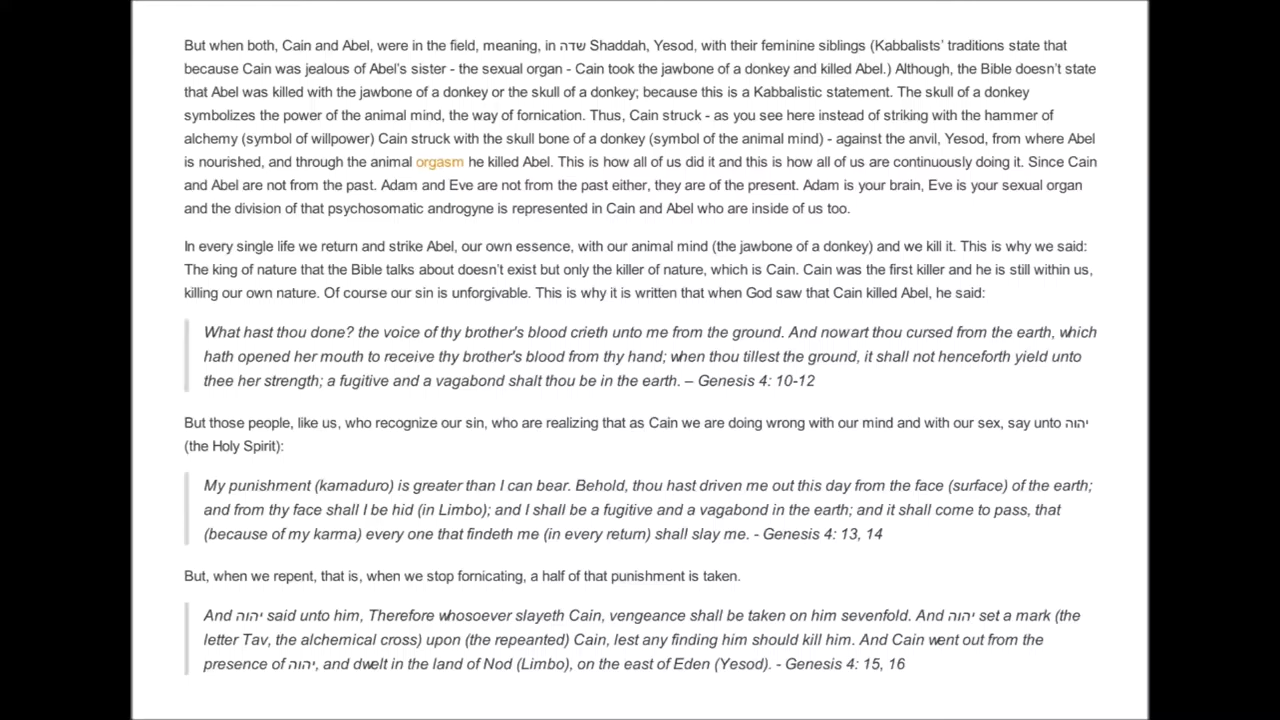 But when both, Cain and Abel, were in the field, meaning, in שדה Shaddah, Yesod, with their feminine siblings (Kabbalists’ traditions state that
because Cain was jealous of Abel’s sister - the sexual organ - Cain took the jawbone of a donkey and killed Abel.) Although, the Bible doesn’t state
that Abel was killed with the jawbone of a donkey or the skull of a donkey; because this is a Kabbalistic statement. The skull of a donkey
symbolizes the power of the animal mind, the way of fornication. Thus, Cain struck - as you see here instead of striking with the hammer of
alchemy (symbol of willpower) Cain struck with the skull bone of a donkey (symbol of the animal mind) - against the anvil, Yesod, from where Abel
is nourished, and through the animal orgasm he killed Abel. This is how all of us did it and this is how all of us are continuously doing it. Since Cain
and Abel are not from the past. Adam and Eve are not from the past either, they are of the present. Adam is your brain, Eve is your sexual organ
and the division of that psychosomatic androgyne is represented in Cain and Abel who are inside of us too.
In every single life we return and strike Abel, our own essence, with our animal mind (the jawbone of a donkey) and we kill it. This is why we said:
The king of nature that the Bible talks about doesn’t exist but only the killer of nature, which is Cain. Cain was the first killer and he is still within us,
killing our own nature. Of course our sin is unforgivable. This is why it is written that when God saw that Cain killed Abel, he said:
What hast thou done? the voice of thy brother's blood crieth unto me from the ground. And now art thou cursed from the earth, which
hath opened her mouth to receive thy brother's blood from thy hand; when thou tillest the ground, it shall not henceforth yield unto
thee her strength; a fugitive and a vagabond shalt thou be in the earth. – Genesis 4: 10-12
But those people, like us, who recognize our sin, who are realizing that as Cain we are doing wrong with our mind and with our sex, say unto יהוה
(the Holy Spirit):
My punishment (kamaduro) is greater than I can bear. Behold, thou hast driven me out this day from the face (surface) of the earth;
and from thy face shall I be hid (in Limbo); and I shall be a fugitive and a vagabond in the earth; and it shall come to pass, that
(because of my karma) every one that findeth me (in every return) shall slay me. - Genesis 4: 13, 14
But, when we repent, that is, when we stop fornicating, a half of that punishment is taken.
And יהוה said unto him, Therefore whosoever slayeth Cain, vengeance shall be taken on him sevenfold. And יהוה set a mark (the
letter Tav, the alchemical cross) upon (the repeanted) Cain, lest any finding him should kill him. And Cain went out from the
presence of יהוה, and dwelt in the land of Nod (Limbo), on the east of Eden (Yesod). - Genesis 4: 15, 16